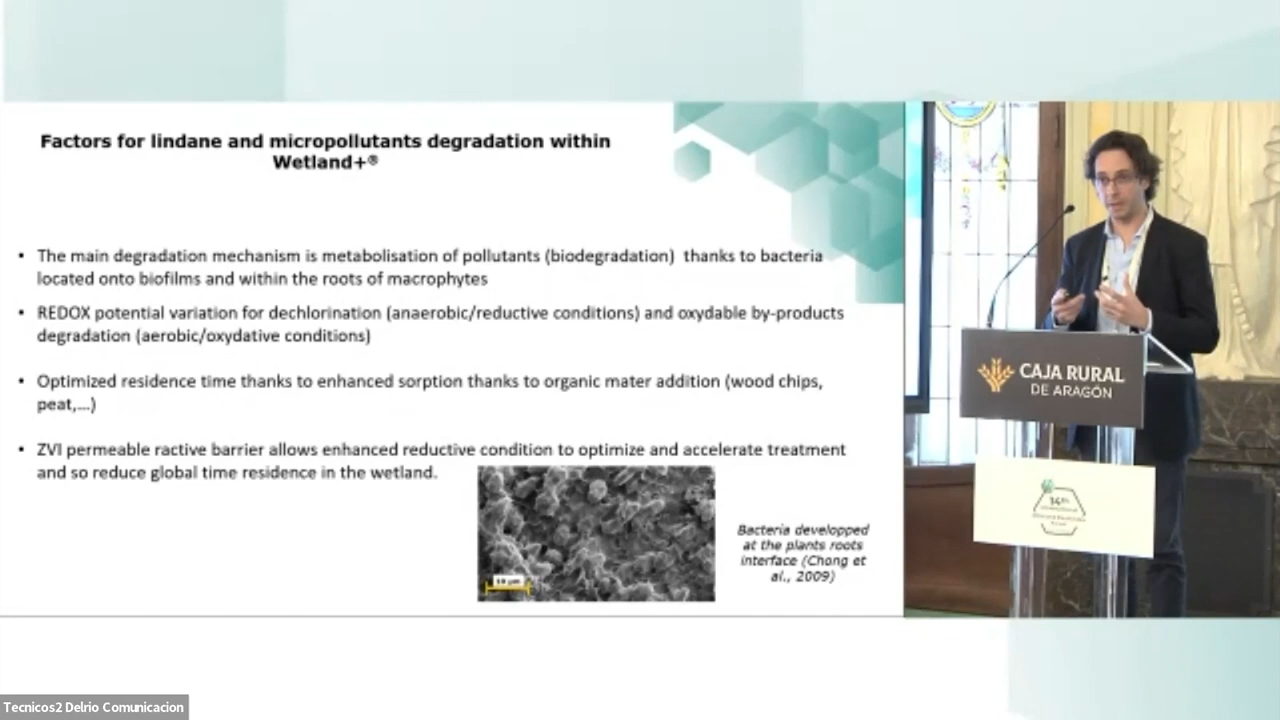 Factors for lindane and micropollutants degradation within
Wetland+®
• The main degradation mechanism is metabolisation of pollutants (biodegradation) thanks to bacteria
located onto biofilms and within the roots of macrophytes
• REDOX potential variation for dechlorination (anaerobic/reductive conditions) and oxydable by-products
degradation (aerobic/oxydative conditions)
• Optimized residence time thanks to enhanced sorption thanks to organic mater addition (wood chips,
peat,...)
• ZVI permeable ractive barrier allows enhanced reductive condition to optimize and accelerate treatment
and so reduce global time residence in the wetland.
10 µm
Bacteria developped
at the plants roots
interface (Chong et
al., 2009)
CAJA RURAL
DE ARAGÓN
14th
Tecnicos2 Delrio Comunicacion